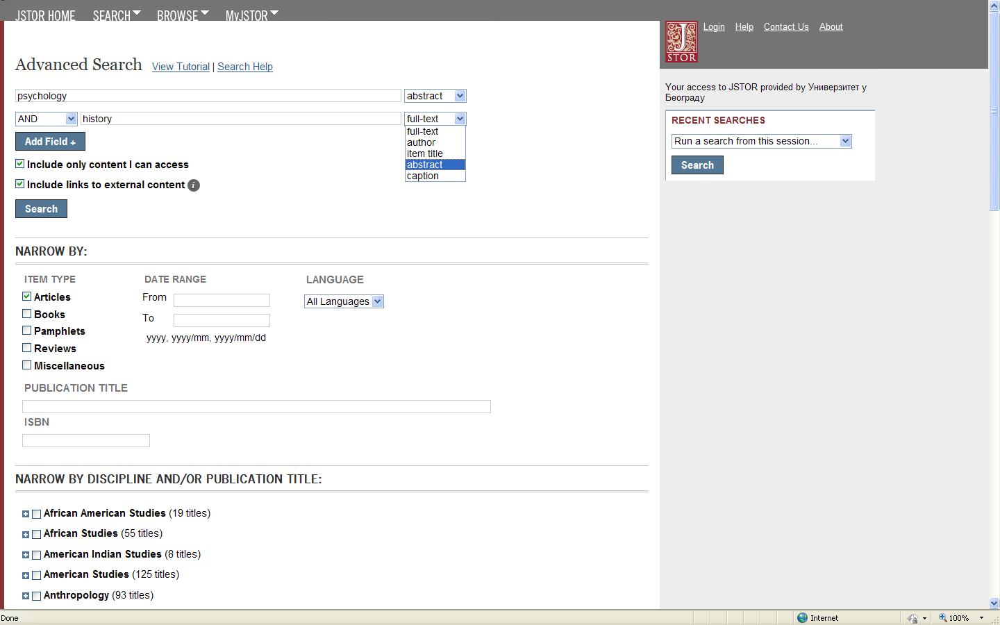 JSTOR HOME SEARCH BROWSE MyJSTOR
J
STOR
Login Help Contact Us About
Advanced Search View Tutorial | Search Help
Your access to JSTOR provided by Универзитет у
Београду
psychology abstract
AND history full-text
RECENT SEARCHES
Run a search from this session...
Search
full-text
author
item title
abstract
caption
Add Field +
Include only content I can access
Include links to external content i
Search
NARROW BY:
ITEM TYPE DATE RANGE LANGUAGE
Articles From All Languages
Books To
Pamphlets yyyy, yyyy/mm, yyyy/mm/dd
Reviews
Miscellaneous
PUBLICATION TITLE
ISBN
NARROW BY DISCIPLINE AND/OR PUBLICATION TITLE:
African American Studies (19 titles)
African Studies (55 titles)
American Indian Studies (8 titles)
American Studies (125 titles)
Anthropology (93 titles)
Done Internet 100%